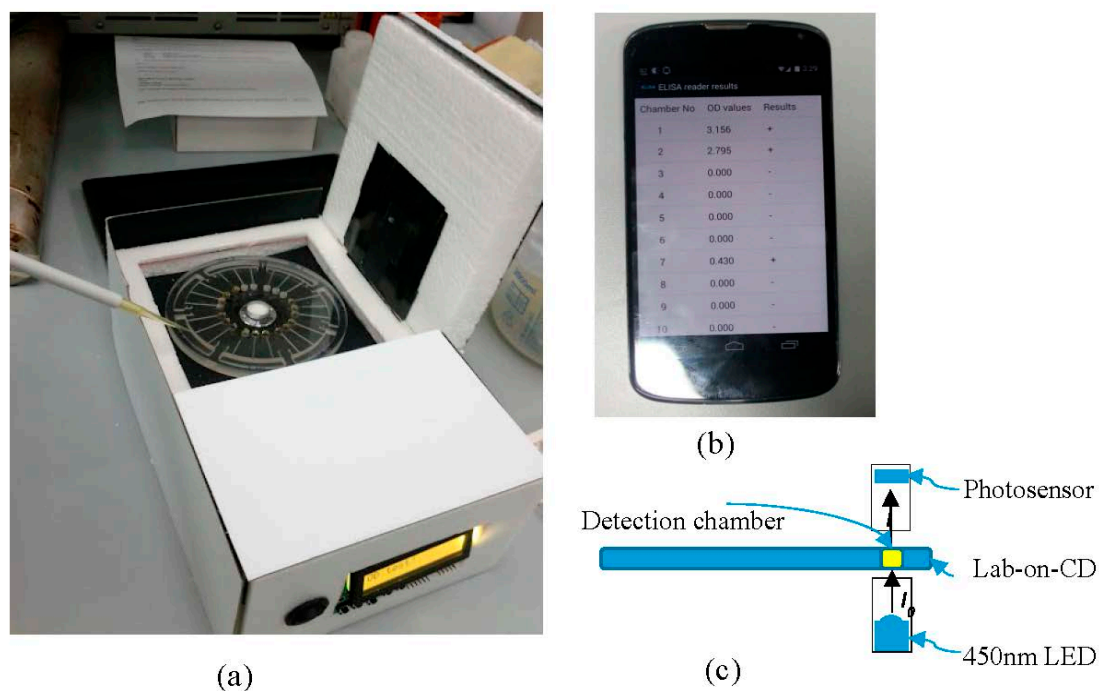 2:29
ELISA reader results
Chamber No OD values Results
1 3.156 +
2 2.795 +
3 0.000 -
4 0.000 -
5 0.000 -
6 0.000 -
7 0.430 +
8 0.000 -
9 0.000 -
10 0.000 -
(a)
(b)
Photosensor
I
Detection chamber
Lab-on-CD
I0
450nm LED
(c)